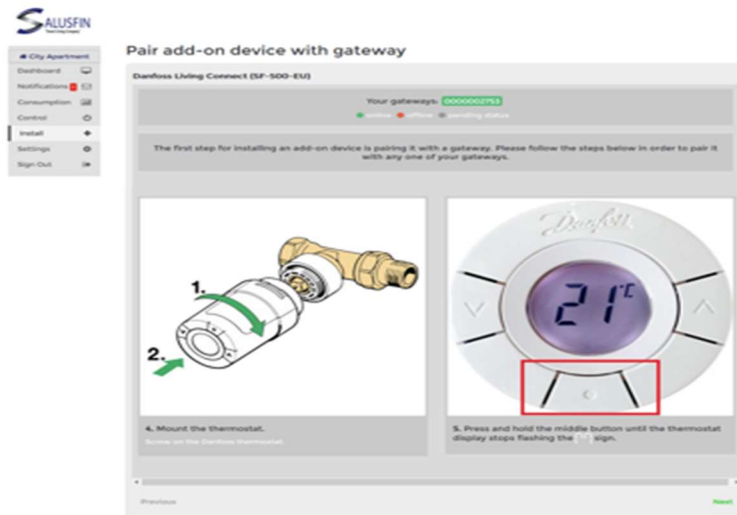 SALUSFIN
City Apartment
Dashboard
Notifications
Consumption
Control
Install
Settings
Sign Out
Pair add-on device with gateway
Danfoss Living Connect (SF-500-EU)
Your gateways: 0000002753
online offline pending status
The first step for installing an add-on device is pairing it with a gateway. Please follow the steps below in order to pair it
with any one of your gateways.
1.
2.
Danfoss
21°C
4. Mount the thermostat.
Screw on the Danfoss thermostat.
5. Press and hold the middle button until the thermostat
display stops flashing the sign.
Previous
Next